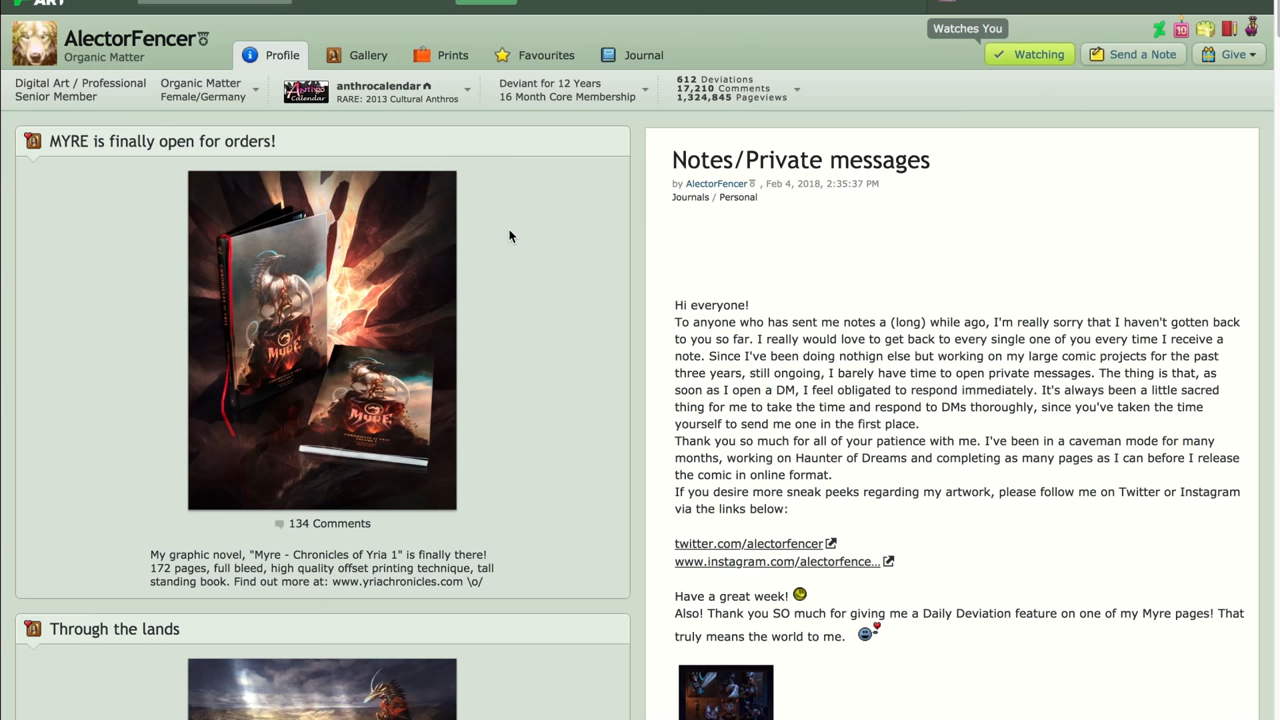 ART
AlectorFencer
Organic Matter
Profile
Gallery
Prints
Favourites
Journal
Watches You
10
Watching
Send a Note
Give
Digital Art / Professional
Senior Member
Organic Matter
Female/Germany
Anthro
Calendar
anthrocalendar
RARE: 2013 Cultural Anthros
Deviant for 12 Years
16 Month Core Membership
612 Deviations
17,210 Comments
1,324,845 Pageviews
MYRE is finally open for orders!
MYRE
MYRE
134 Comments
My graphic novel, "Myre - Chronicles of Yria 1" is finally there!
172 pages, full bleed, high quality offset printing technique, tall
standing book. Find out more at: www.yriachronicles.com \o/
Through the lands
Notes/Private messages
by AlectorFencer , Feb 4, 2018, 2:35:37 PM
Journals / Personal
Hi everyone!
To anyone who has sent me notes a (long) while ago, I'm really sorry that I haven't gotten back
to you so far. I really would love to get back to every single one of you every time I receive a
note. Since I've been doing nothign else but working on my large comic projects for the past
three years, still ongoing, I barely have time to open private messages. The thing is that, as
soon as I open a DM, I feel obligated to respond immediately. It's always been a little sacred
thing for me to take the time and respond to DMs thoroughly, since you've taken the time
yourself to send me one in the first place.
Thank you so much for all of your patience with me. I've been in a caveman mode for many
months, working on Haunter of Dreams and completing as many pages as I can before I release
the comic in online format.
If you desire more sneak peeks regarding my artwork, please follow me on Twitter or Instagram
via the links below:
twitter.com/alectorfencer
www.instagram.com/alectorfence...
Have a great week!
Also! Thank you SO much for giving me a Daily Deviation feature on one of my Myre pages! That
truly means the world to me.